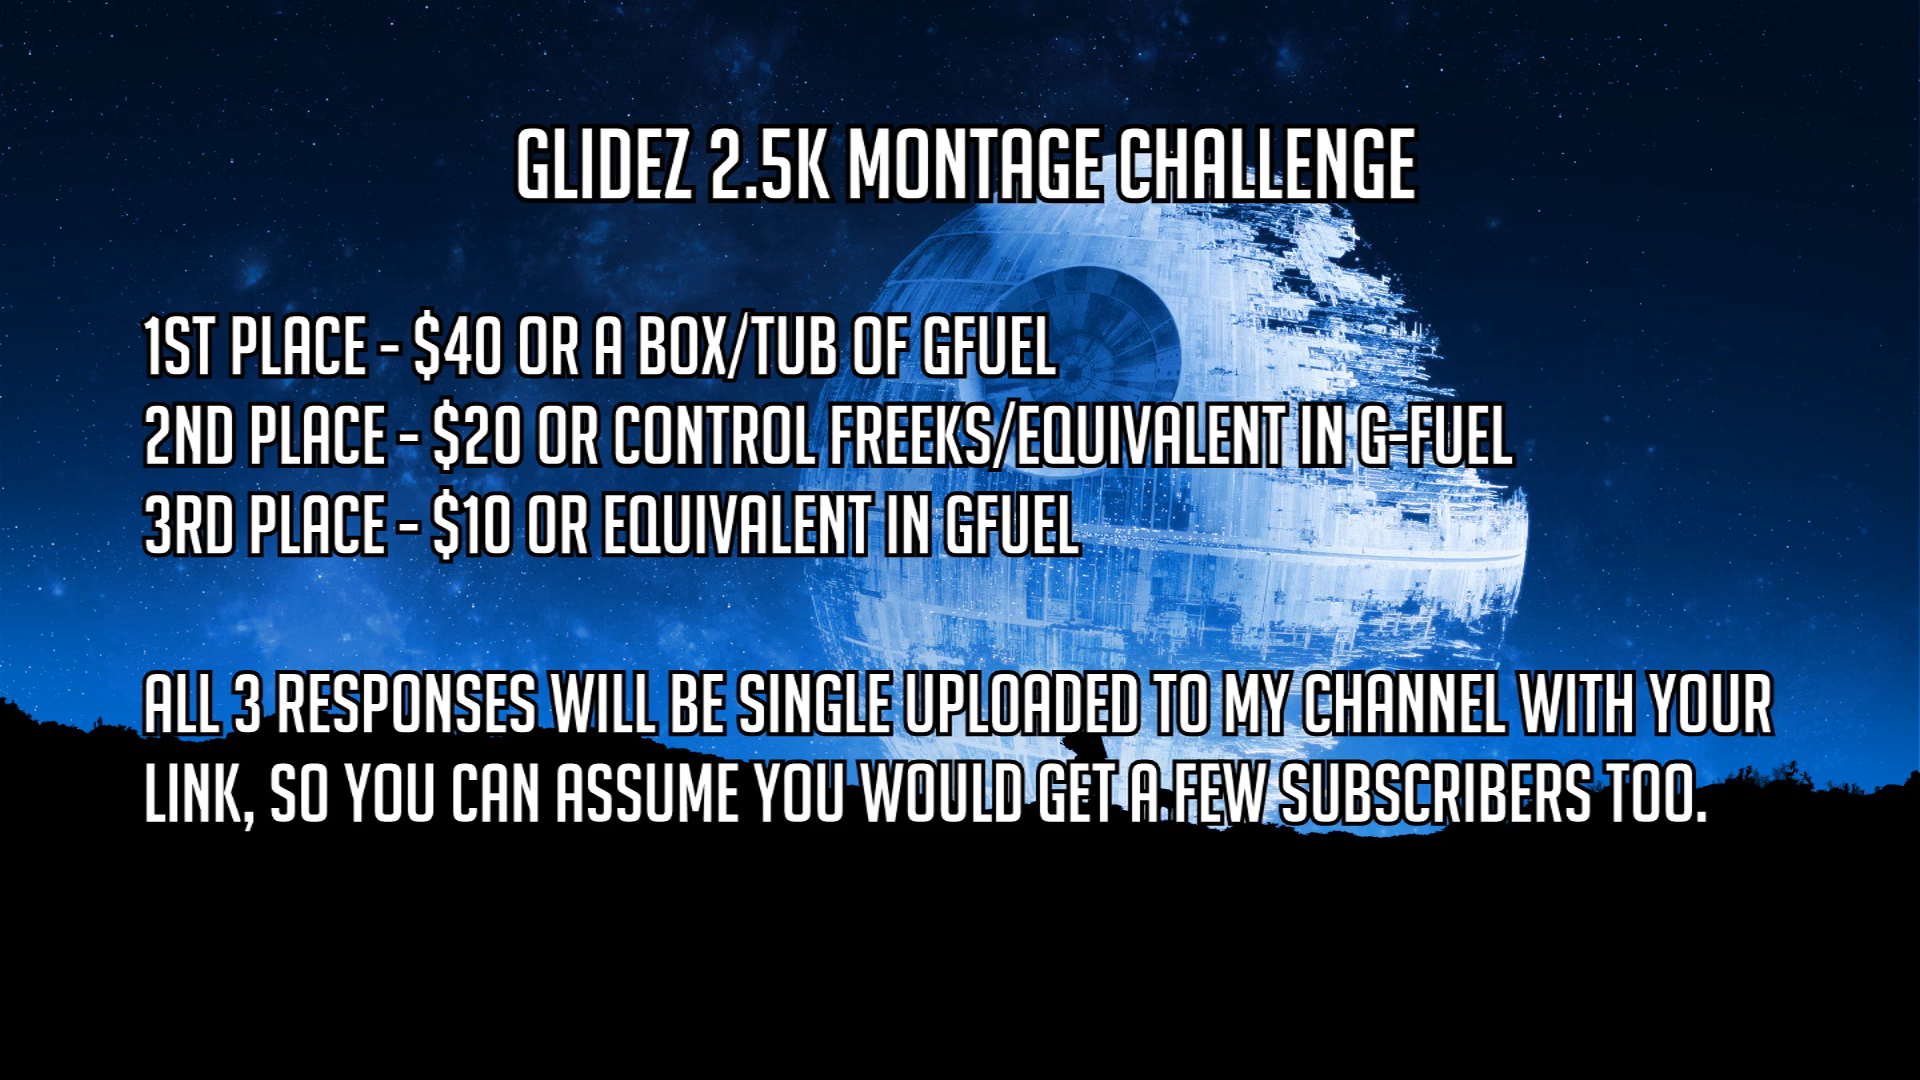 GLIDEZ 2.5K MONTAGE CHALLENGE
1ST PLACE - $40 OR A BOX/TUB OF GFUEL
2ND PLACE - $20 OR CONTROL FREEKS/EQUIVALENT IN G-FUEL
3RD PLACE - $10 OR EQUIVALENT IN GFUEL
ALL 3 RESPONSES WILL BE SINGLE UPLOADED TO MY CHANNEL WITH YOUR
LINK, SO YOU CAN ASSUME YOU WOULD GET A FEW SUBSCRIBERS TOO.